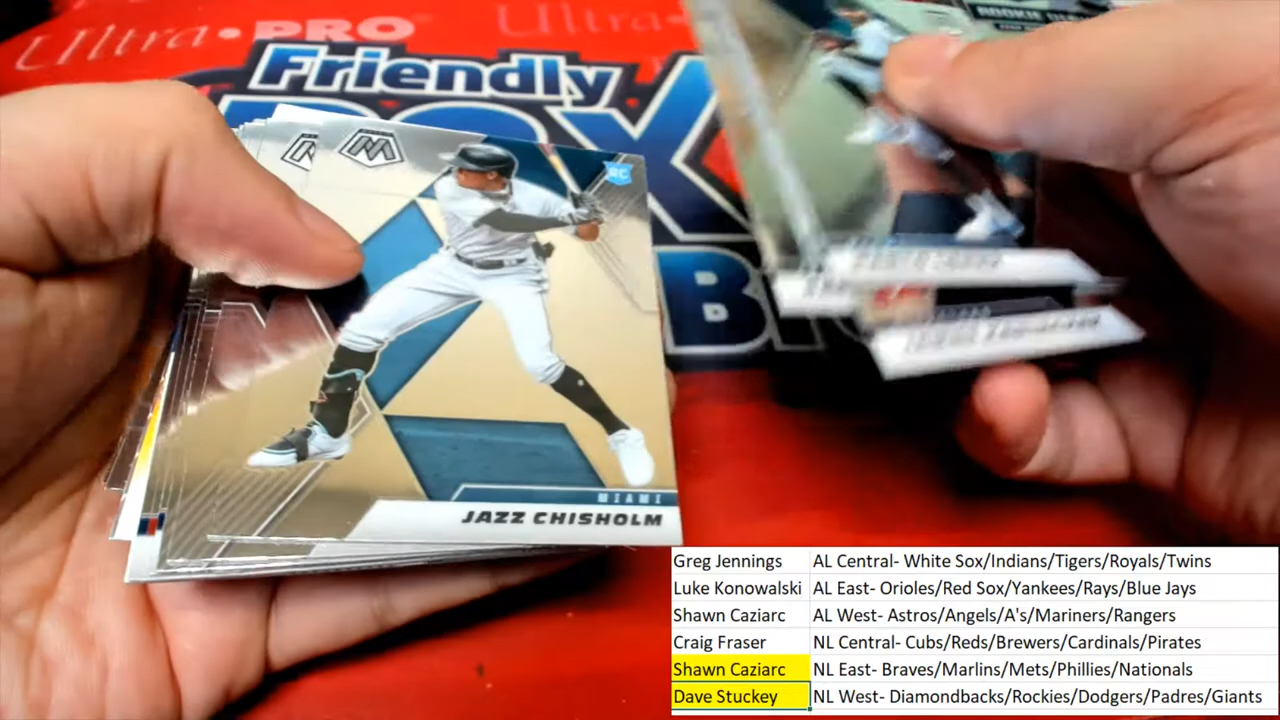 Ultra•PRO
Friendly
BOX
B
ROOKIE
M
M
RC
MIAMI
JAZZ CHISHOLM
Greg Jennings AL Central- White Sox/Indians/Tigers/Royals/Twins
Luke Konowalski AL East- Orioles/Red Sox/Yankees/Rays/Blue Jays
Shawn Caziarc AL West- Astros/Angels/A's/Mariners/Rangers
Craig Fraser NL Central- Cubs/Reds/Brewers/Cardinals/Pirates
Shawn Caziarc NL East- Braves/Marlins/Mets/Phillies/Nationals
Dave Stuckey NL West- Diamondbacks/Rockies/Dodgers/Padres/Giants